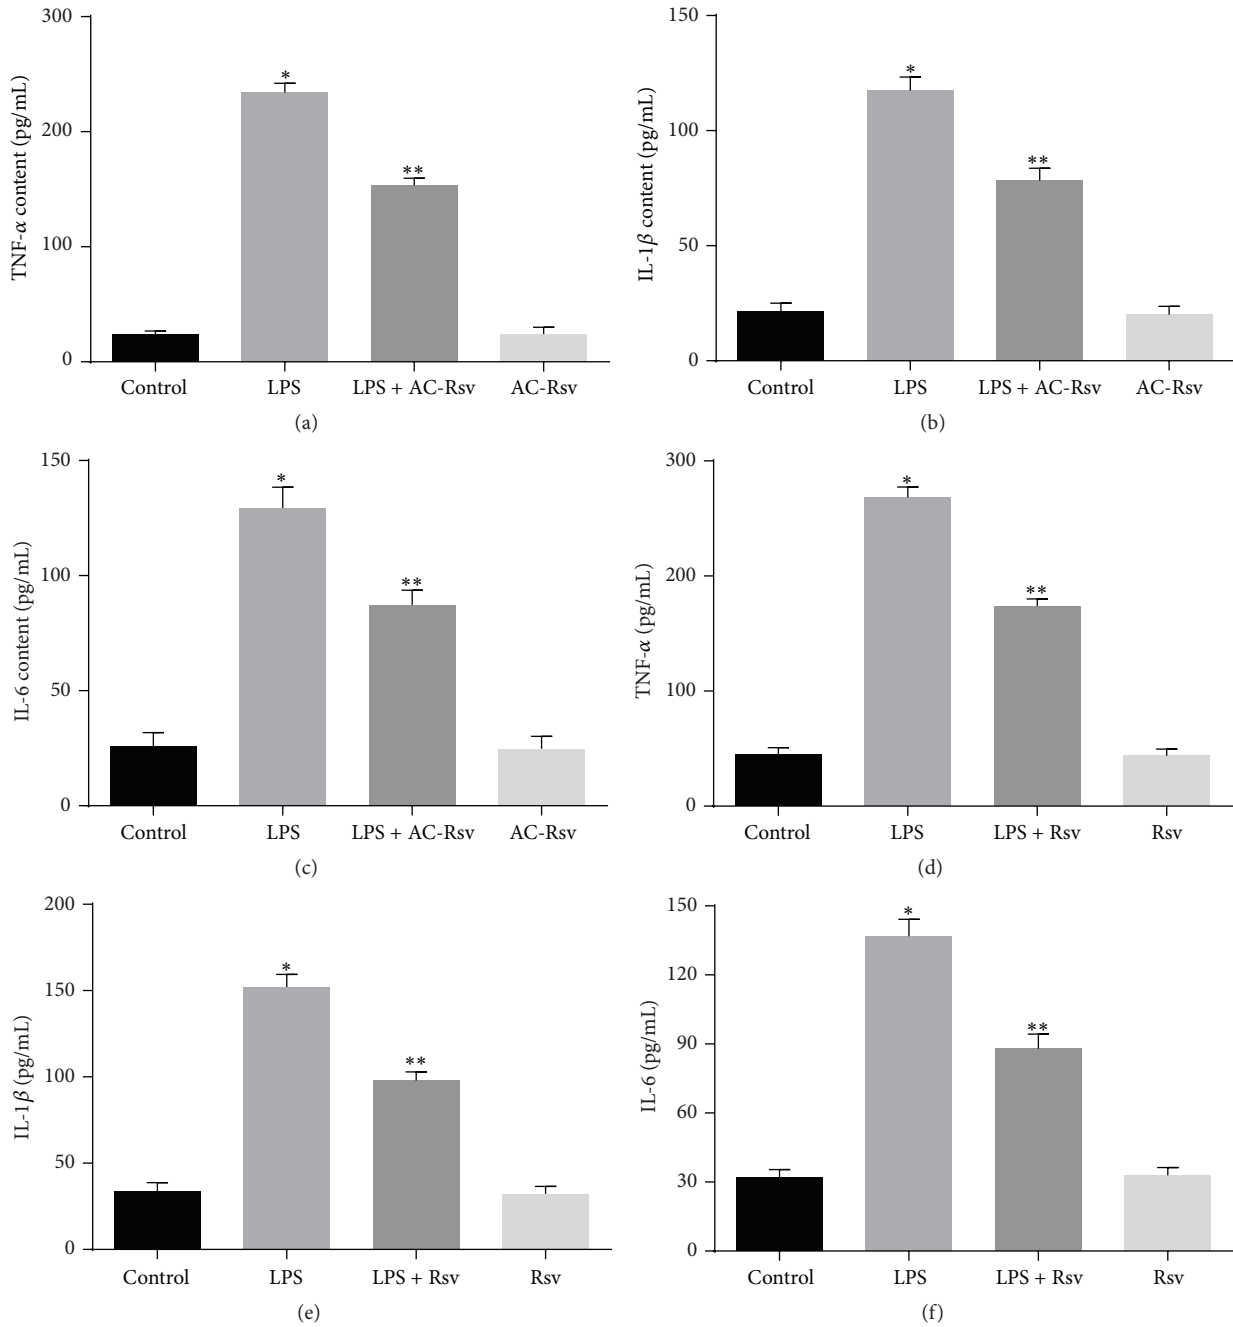 TNF-α content (pg/mL)
300
200
100
0
*
**
Control LPS LPS + AC-Rsv AC-Rsv
(a)
IL-1β content (pg/mL)
150
100
50
0
*
**
Control LPS LPS + AC-Rsv AC-Rsv
(b)
IL-6 content (pg/mL)
150
100
50
0
*
**
Control LPS LPS + AC-Rsv AC-Rsv
(c)
TNF-α (pg/mL)
300
200
100
0
*
**
Control LPS LPS + Rsv Rsv
(d)
IL-1β (pg/mL)
200
150
100
50
0
*
**
Control LPS LPS + Rsv Rsv
(e)
IL-6 (pg/mL)
150
120
90
60
30
0
*
**
Control LPS LPS + Rsv Rsv
(f)